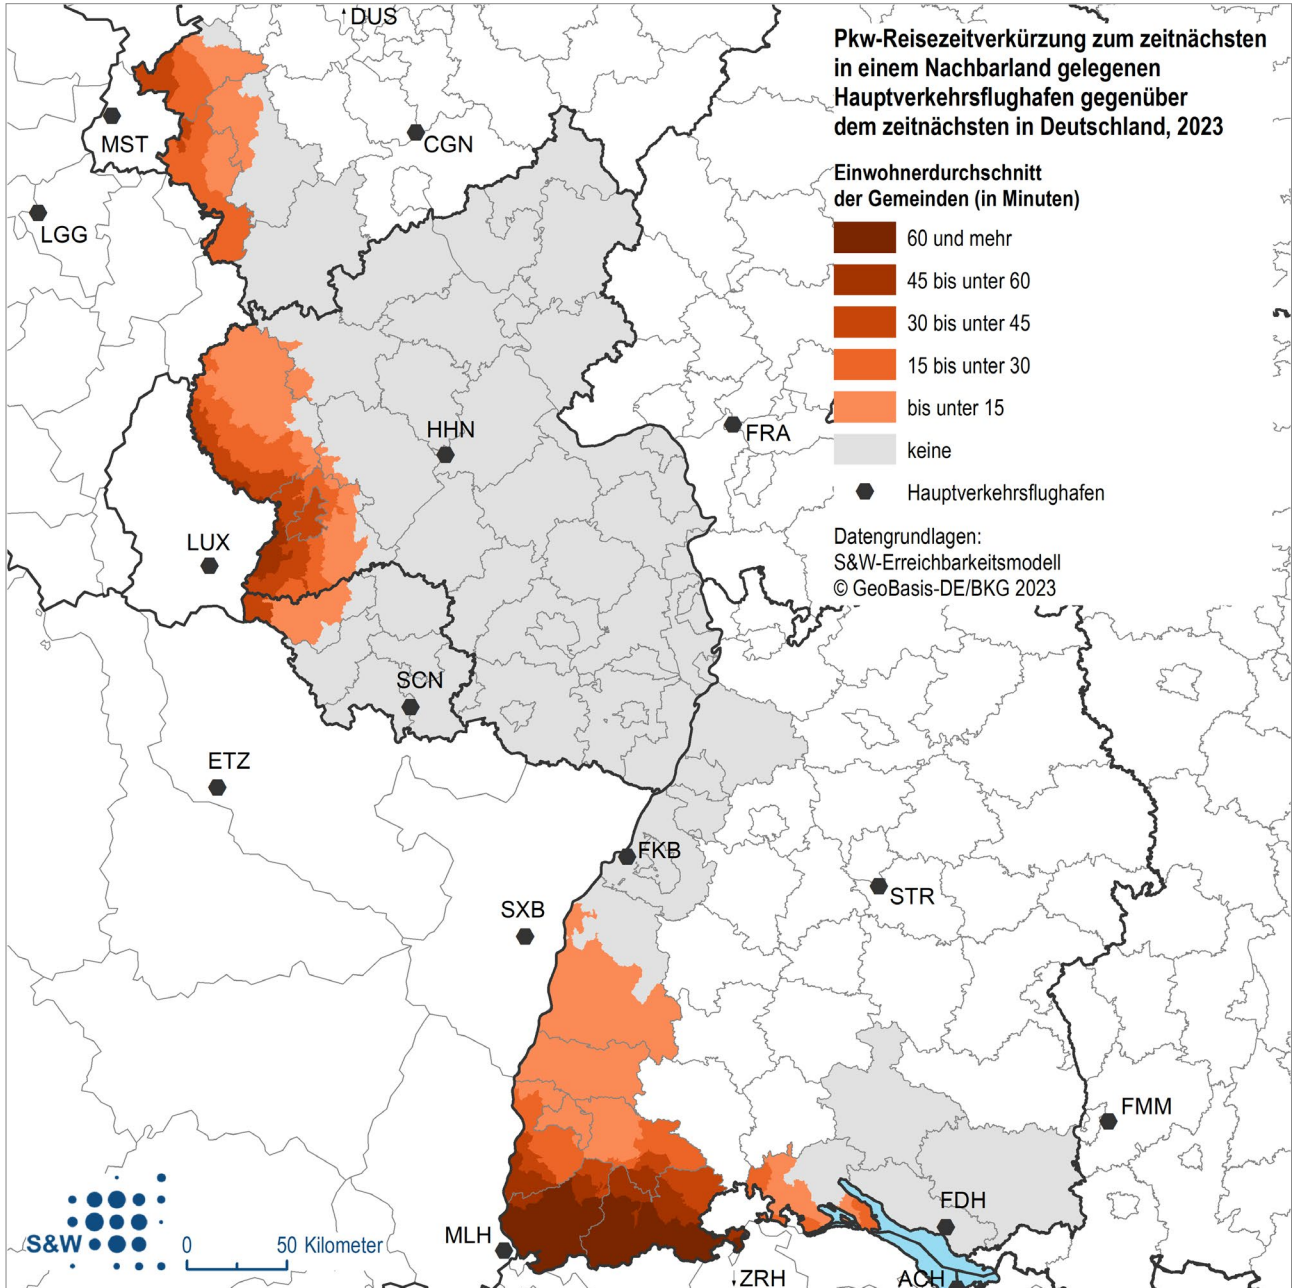 DUS
Pkw-Reisezeitverkürzung zum zeitnächsten
in einem Nachbarland gelegenen
Hauptverkehrsflughafen gegenüber
dem zeitnächsten in Deutschland, 2023
Einwohnerdurchschnitt
der Gemeinden (in Minuten)
60 und mehr
45 bis unter 60
30 bis unter 45
15 bis unter 30
bis unter 15
keine
Hauptverkehrsflughafen
Datengrundlagen:
S&W-Erreichbarkeitsmodell
© GeoBasis-DE/BKG 2023
MST
CGN
LGG
HHN
FRA
LUX
SCN
ETZ
FKB
STR
SXB
FMM
FDH
MLH
ZRH
ACH
S&W
0 50 Kilometer